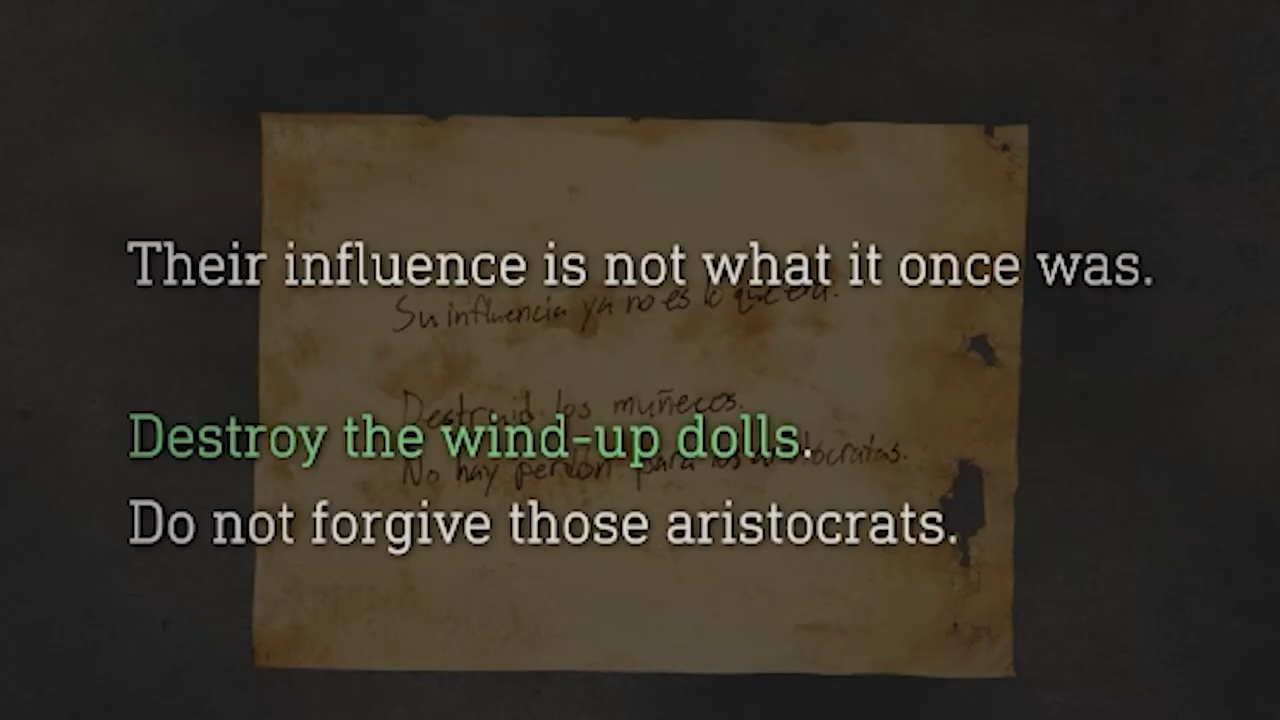 Their influence is not what it once was.
Su influencia ya no es lo que era.
Destruid los muñecos.
Destroy the wind-up dolls.
No hay perdón para los aristócratas.
Do not forgive those aristocrats.